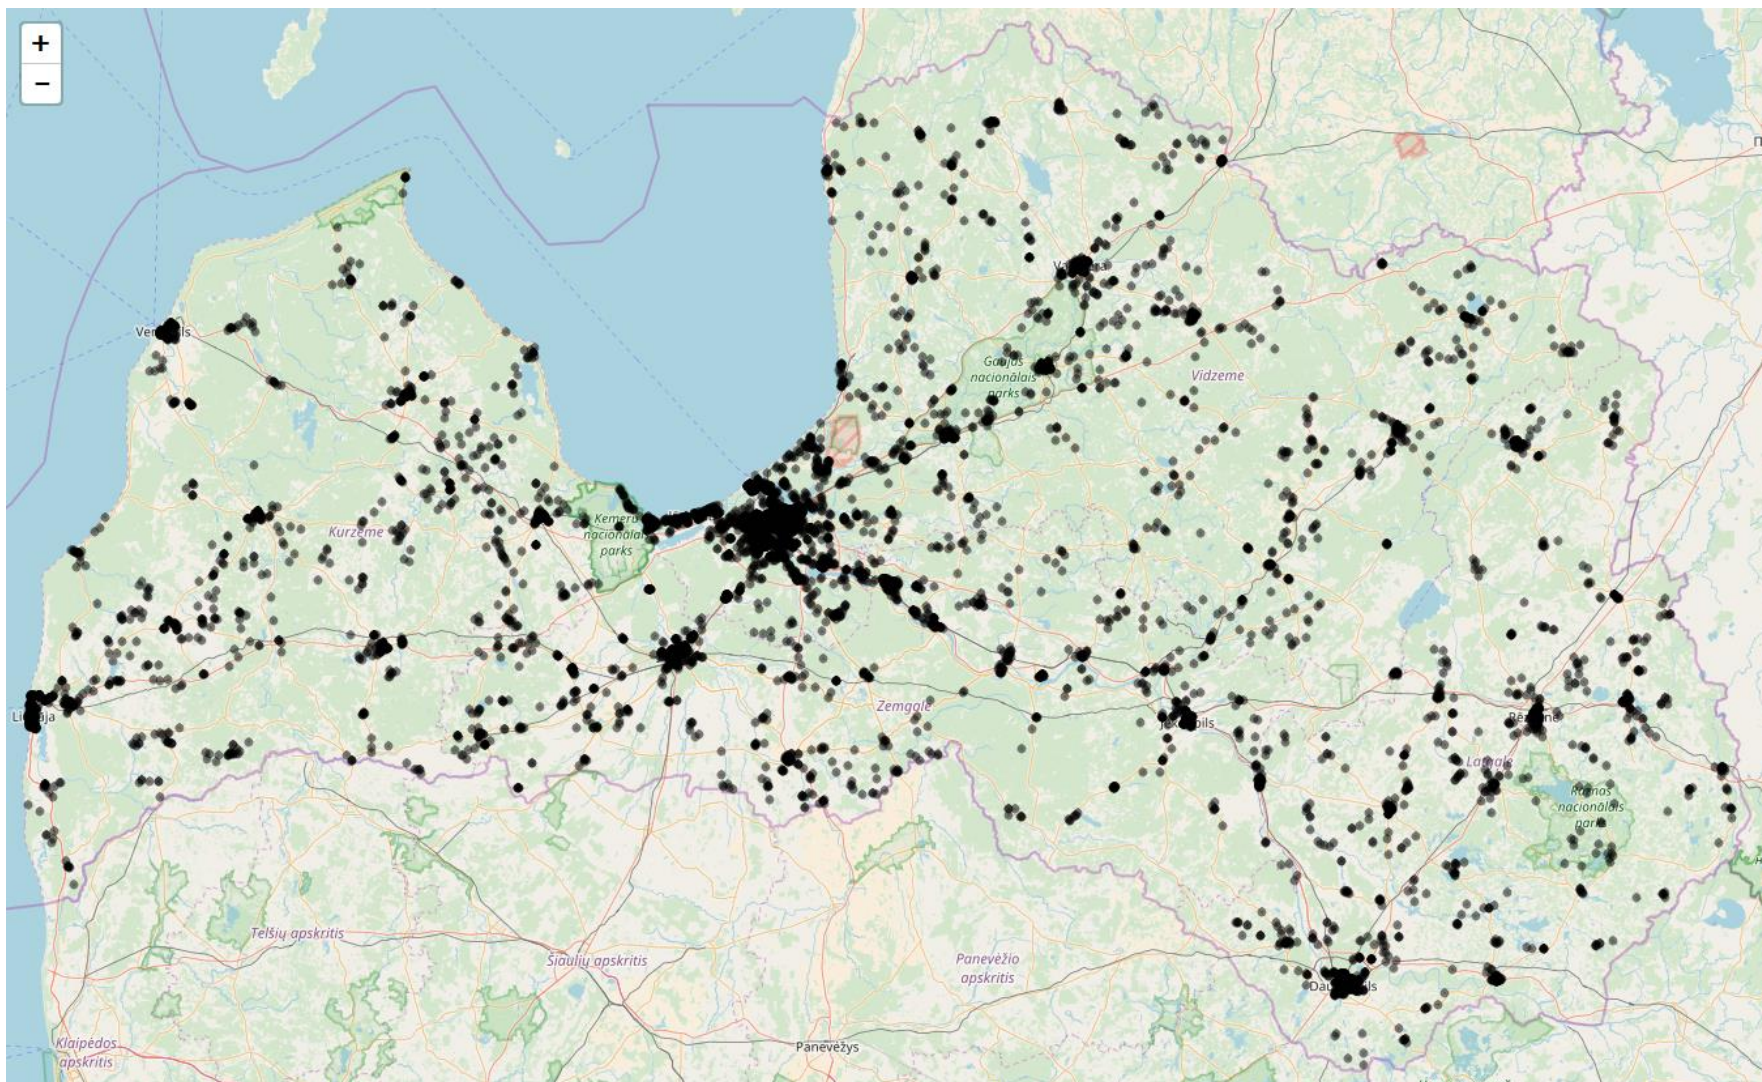 +
−
Gaujas
nacionālais
parks
Vidzeme
Kurzeme
nacionālais
parks
Zemgale
Latgale
Rāznas
nacionālais
parks
Telšių apskritis
Šiaulių apskritis
Panevėžio
apskritis
Klaipėdos
apskritis
Panevėžys